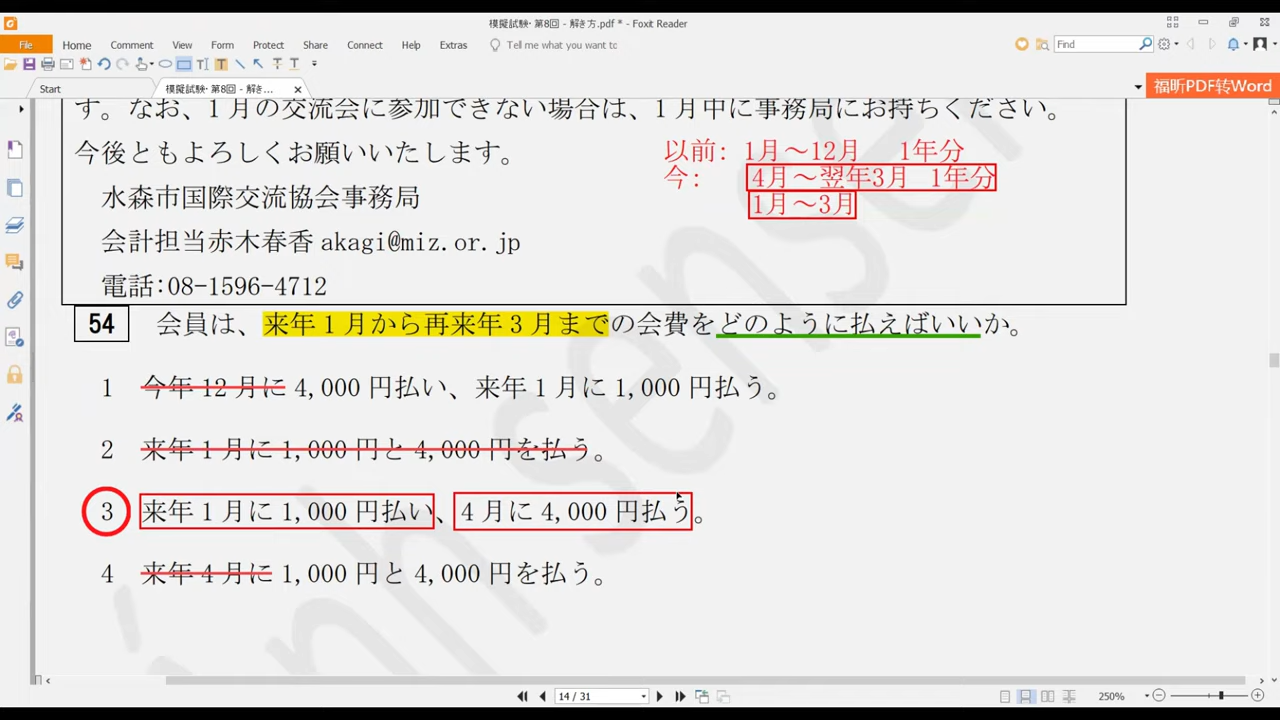 模擬試験・第8回 - 解き方.pdf * - Foxit Reader
File Home Comment View Form Protect Share Connect Help Extras Tell me what you want to Find
Start 模擬試験・第8回 - 解き... 福昕PDF转Word
す。なお、1月の交流会に参加できない場合は、1月中に事務局にお持ちください。
今後ともよろしくお願いいたします。
以前: 1月～12月 1年分
今: 4月～翌年3月 1年分
1月～3月
水森市国際交流協会事務局
会計担当赤木春香 akagi@miz.or.jp
電話:08-1596-4712
54 会員は、来年1月から再来年3月までの会費をどのように払えばいいか。
1 今年12月に4,000円払い、来年1月に1,000円払う。
2 来年1月に1,000円と4,000円を払う。
3 来年1月に1,000円払い、4月に4,000円払う。
4 来年4月に1,000円と4,000円を払う。
14 / 31 250%